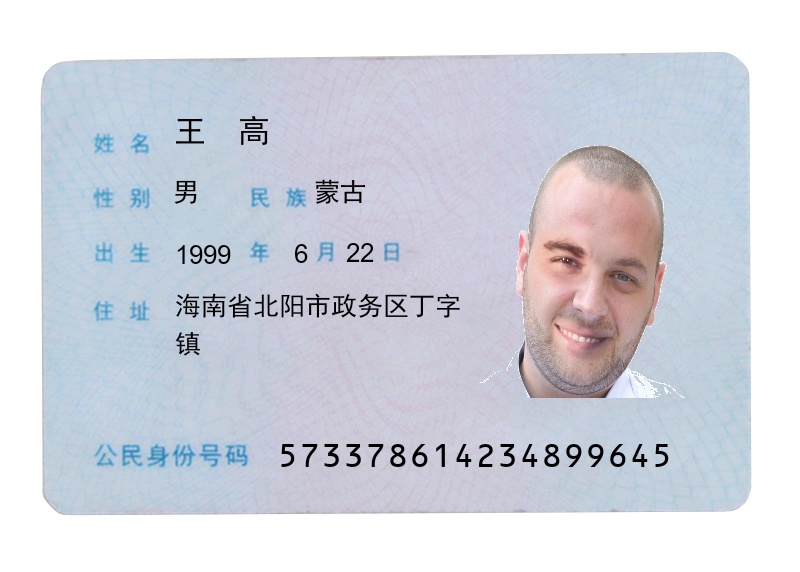 姓名 王 高
性别 男 民族 蒙古
出生 1999 年 6 月 22 日
住址 海南省北阳市政务区丁字
镇
公民身份号码 573378614234899645